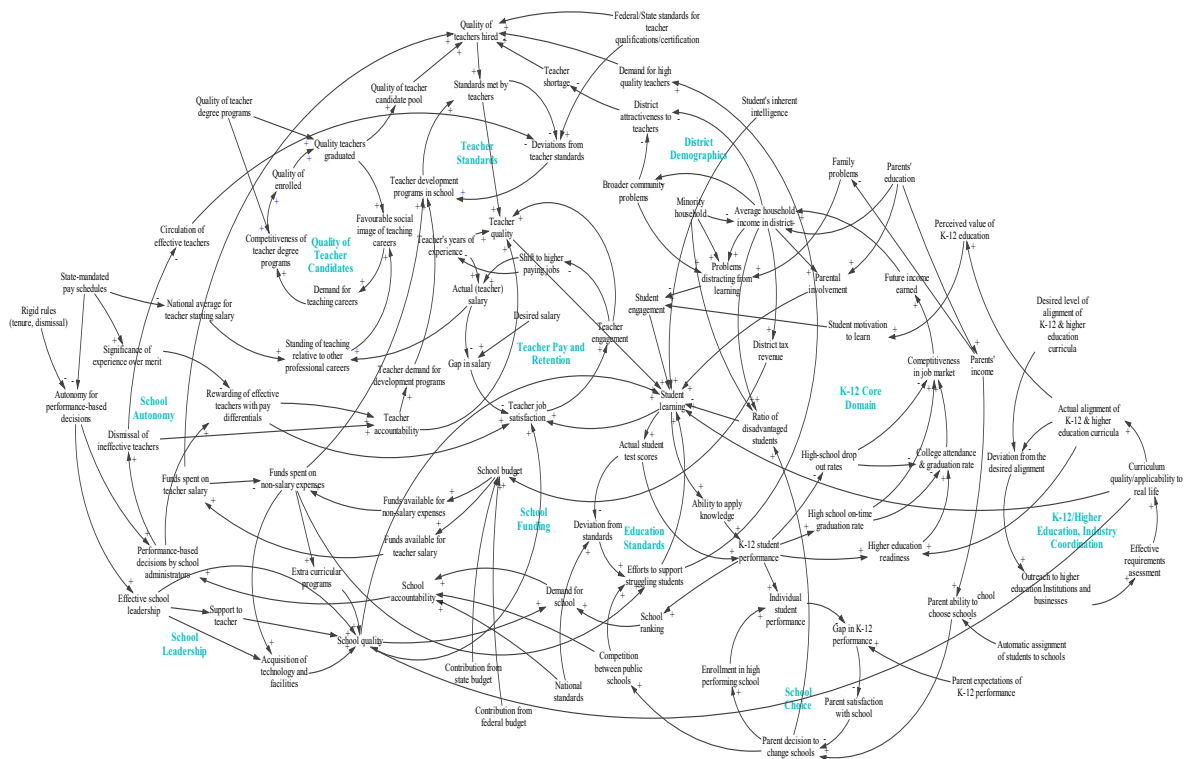 Federal/State standards for
teacher
qualifications/certification
Quality of
teachers hired
Teacher
shortage
Demand for high
quality teachers
Quality of teacher
candidate pool
Standards met by
teachers
Quality of teacher
degree programs
District
attractiveness to
teachers
Student's inherent
intelligence
Quality teachers
graduated
Teacher
Standards
Deviations from
teacher standards
District
Demographics
Family
problems
Parents'
education
Quality of
enrolled
Teacher development
programs in school
Broader community
problems
Minority
household
Average household
income in district
Perceived value of
K-12 education
Circulation of
effective teachers
Competitiveness of
teacher degree
programs
Quality of
Teacher
Candidates
Favourable social
image of teaching
careers
Teacher's years of
experience
Teacher
quality
Shift to higher
paying jobs
Problems
distracting from
learning
Parental
involvement
Future income
earned
State-mandated
pay schedules
Demand for
teaching careers
Actual (teacher)
salary
Student
engagement
Desired level of
alignment of
K-12 & higher
education
curricula
Rigid rules
(tenure, dismissal)
National average for
teacher starting salary
Desired salary
Teacher
engagement
Student motivation
to learn
Significance of
experience over merit
Standing of teaching
relative to other
professional careers
Gap in salary
Teacher Pay and
Retention
District tax
revenue
Comeptitiveness
in job market
Parents'
income
Teacher demand for
development programs
Autonomy for
performance-based
decisions
School
Autonomy
Rewarding of effective
teachers with pay
differentials
Teacher job
satisfaction
Student
learning
K-12 Core
Domain
Dismissal of
ineffective teachers
Teacher
accountability
Ratio of
disadvantaged
students
Actual alignment of
K-12 & higher
education curricula
Actual student
test scores
High-school drop
out rates
College attendance
& graduation rate
Deviation from the
desired alignment
Funds spent on
teacher salary
Funds spent on
non-salary expenses
School budget
Curriculum
quality/applicability to
real life
Funds available for
non-salary expenses
School
Funding
Ability to apply
knowledge
High school on-time
graduation rate
K-12/Higher
Education, Industry
Coordination
Deviation from
standards
Education
Standards
Funds available for
teacher salary
K-12 student
performance
Higher education
readiness
Performance-based
decisions by school
administrators
Extra curricular
programs
Efforts to support
struggling students
Effective
requirements
asessment
School
accountability
Demand for
school
Individual
student
performance
Outreach to higher
education Institutions and
businesses
Effective school
leadership
Support to
teacher
School
ranking
Parent ability to
choose schools
chool
School
Leadership
School quality
Gap in K-12
performance
Acquisition of
technology and
facilities
Automatic assignment
of students to schools
Contribution from
state budget
National
standards
Competition
between public
schools
Enrollment in high
performing school
Parent expectations of
K-12 performance
School
Choice
Parent satisfaction
with school
Contribution from
federal budget
Parent decision to
change schools